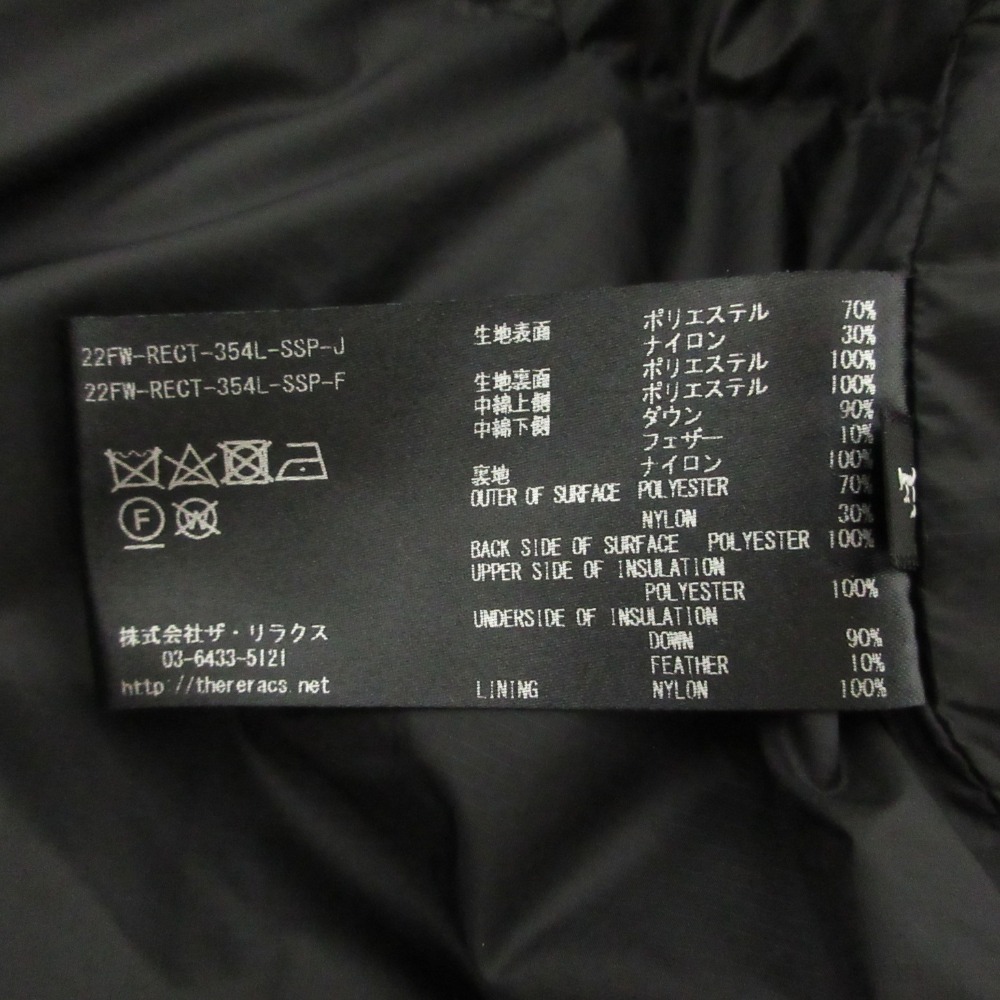 22FW-RECT-354L-SSP-J
22FW-RECT-354L-SSP-F
F
W
株式会社ザ・リラクス
03-6433-5121
http://thereracs.net
生地表面 ポリエステル 70%
ナイロン 30%
生地裏面 ポリエステル 100%
中綿上側 ポリエステル 100%
中綿下側 ダウン 90%
フェザー 10%
裏地 ナイロン 100%
OUTER OF SURFACE POLYESTER 70%
NYLON 30%
BACK SIDE OF SURFACE POLYESTER 100%
UPPER SIDE OF INSULATION
POLYESTER 100%
UNDERSIDE OF INSULATION
DOWN 90%
FEATHER 10%
LINING NYLON 100%